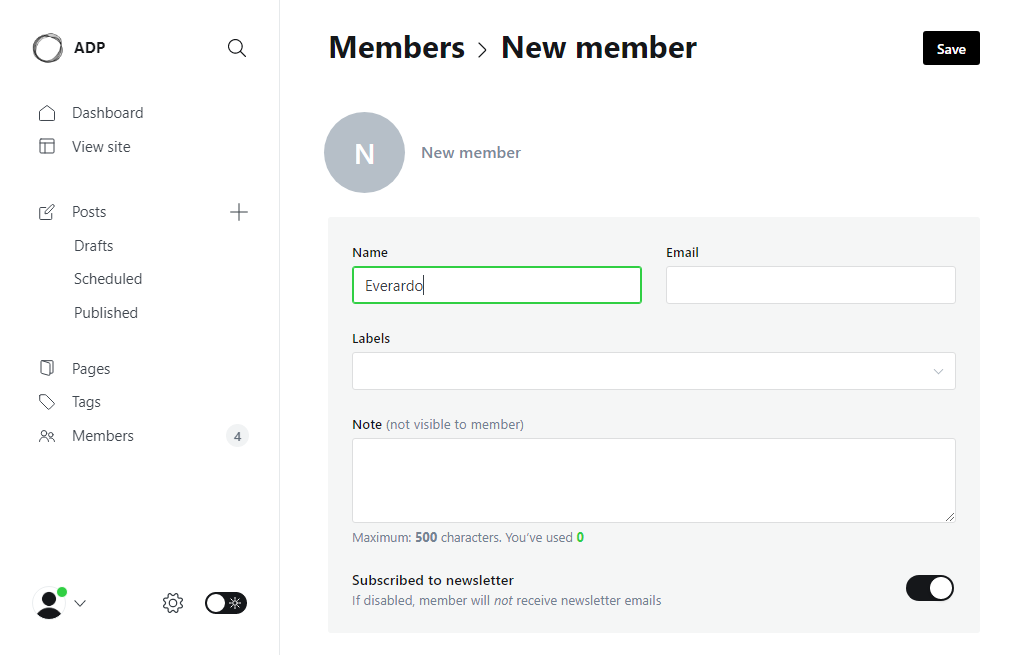 ADP
Dashboard
View site
Posts
Drafts
Scheduled
Published
Pages
Tags
Members 4
Members > New member
Save
N
New member
Name
Everardo
Email
Labels
Note (not visible to member)
Maximum: 500 characters. You've used 0
Subscribed to newsletter
If disabled, member will not receive newsletter emails